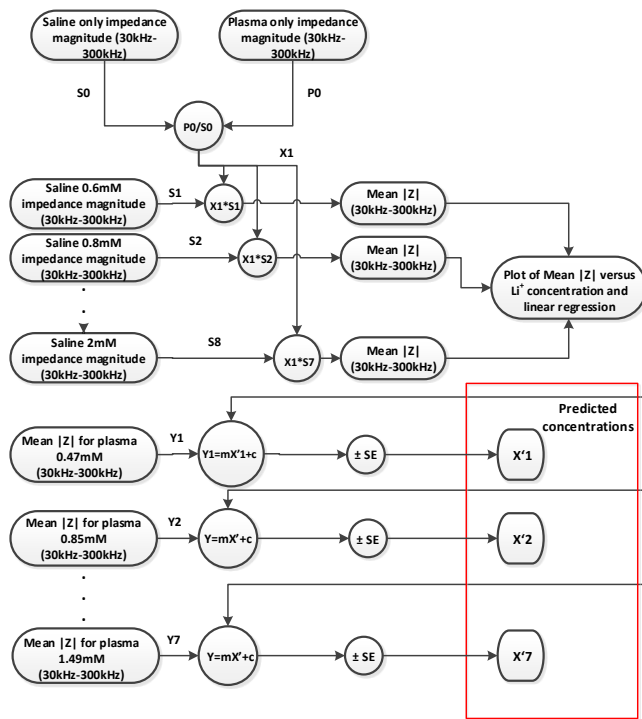 Saline only impedance
magnitude (30kHz-
300kHz)
Plasma only impedance
magnitude (30kHz-
300kHz)
S0
P0
P0/S0
X1
Saline 0.6mM
impedance magnitude
(30kHz-300kHz)
S1
X1*S1
Mean |Z|
(30kHz-300kHz)
Saline 0.8mM
impedance magnitude
(30kHz-300kHz)
S2
X1*S2
Mean |Z|
(30kHz-300kHz)
Plot of Mean |Z| versus
Li+ concentration and
linear regression
.
.
Saline 2mM
impedance magnitude
(30kHz-300kHz)
S8
X1*S7
Mean |Z|
(30kHz-300kHz)
Predicted
concentrations
Mean |Z| for plasma
0.47mM
(30kHz-300kHz)
Y1
Y1=mX'1+c
± SE
X‘1
Mean |Z| for plasma
0.85mM
(30kHz-300kHz)
Y2
Y=mX'+c
± SE
X‘2
.
.
Mean |Z| for plasma
1.49mM
(30kHz-300kHz)
Y7
Y=mX'+c
± SE
X‘7